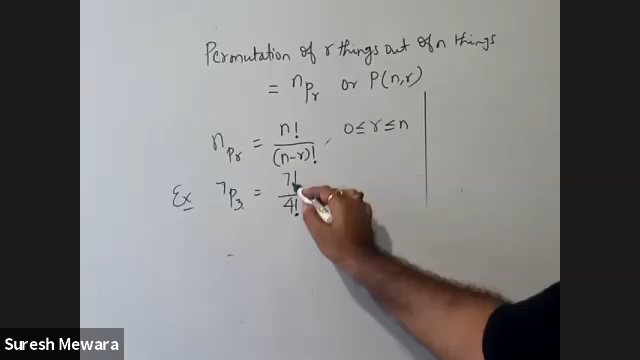 Permutation of r things out of n things
= nPr or P(n,r)
nPr = n!/(n-r)! , 0 ≤ r ≤ n
Ex 7P3 = 7!/4!
Suresh Mewara